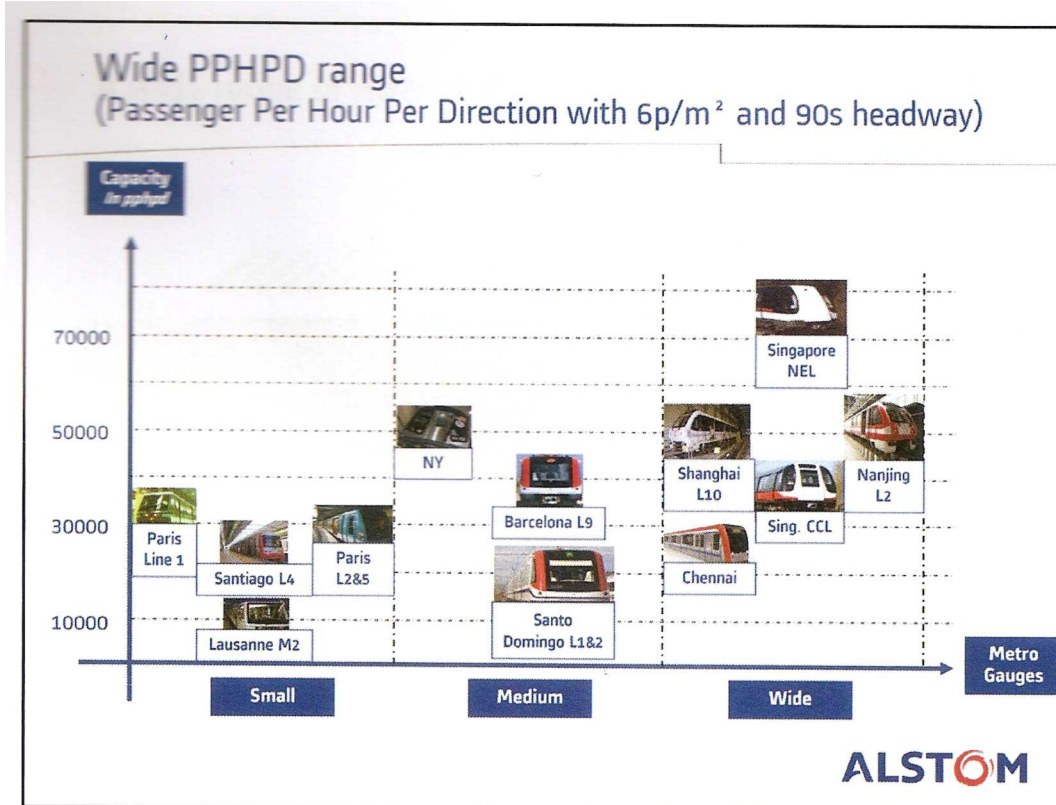 Wide PPHPD range
(Passenger Per Hour Per Direction with 6p/m² and 90s headway)
Capacity
In pphpd
70000
50000
30000
10000
Singapore
NEL
NY
Shanghai
L10
Nanjing
L2
Barcelona L9
Sing. CCL
Paris
Line 1
Santiago L4
Paris
L2&5
Chennai
Lausanne M2
Santo
Domingo L1&2
Metro
Gauges
Small
Medium
Wide
ALSTOM